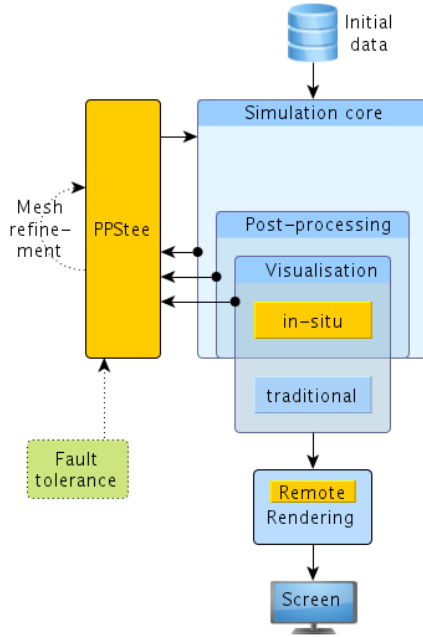 Initial
data
Simulation core
Mesh
refine-
ment
PPStee
Post-processing
Visualisation
in-situ
traditional
Fault
tolerance
Remote
Rendering
Screen